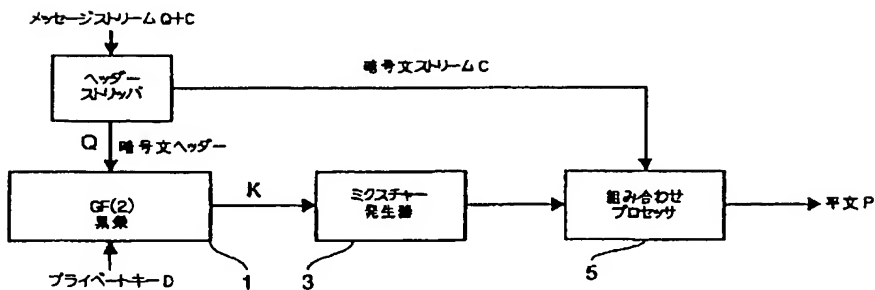 メッセージストリーム Q+C
ヘッダー
ストリッパ
暗号文ストリーム C
Q
暗号文ヘッダー
GF(2)
累乗
K
ミクスチャー
発生器
組み合わせ
プロセッサ
平文 P
プライベートキー D
1
3
5